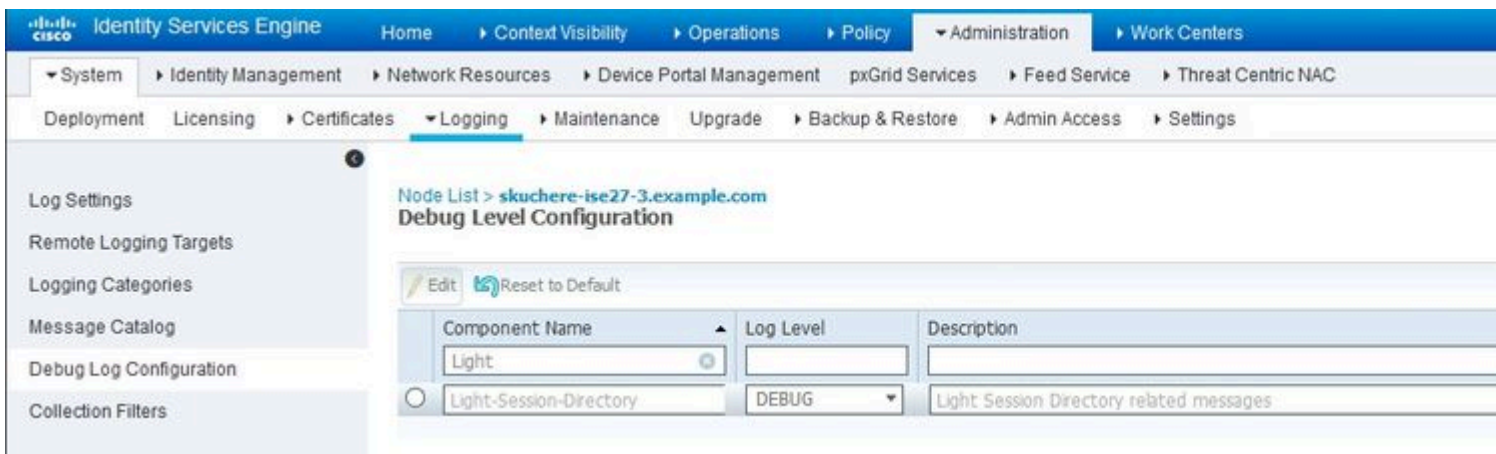 cisco Identity Services Engine Home Context Visibility Operations Policy Administration Work Centers
System Identity Management Network Resources Device Portal Management pxGrid Services Feed Service Threat Centric NAC
Deployment Licensing Certificates Logging Maintenance Upgrade Backup & Restore Admin Access Settings
Log Settings
Remote Logging Targets
Logging Categories
Message Catalog
Debug Log Configuration
Collection Filters
Node List > skuchere-ise27-3.example.com
Debug Level Configuration
Edit Reset to Default
Component Name Log Level Description
Light
Light-Session-Directory DEBUG Light Session Directory related messages